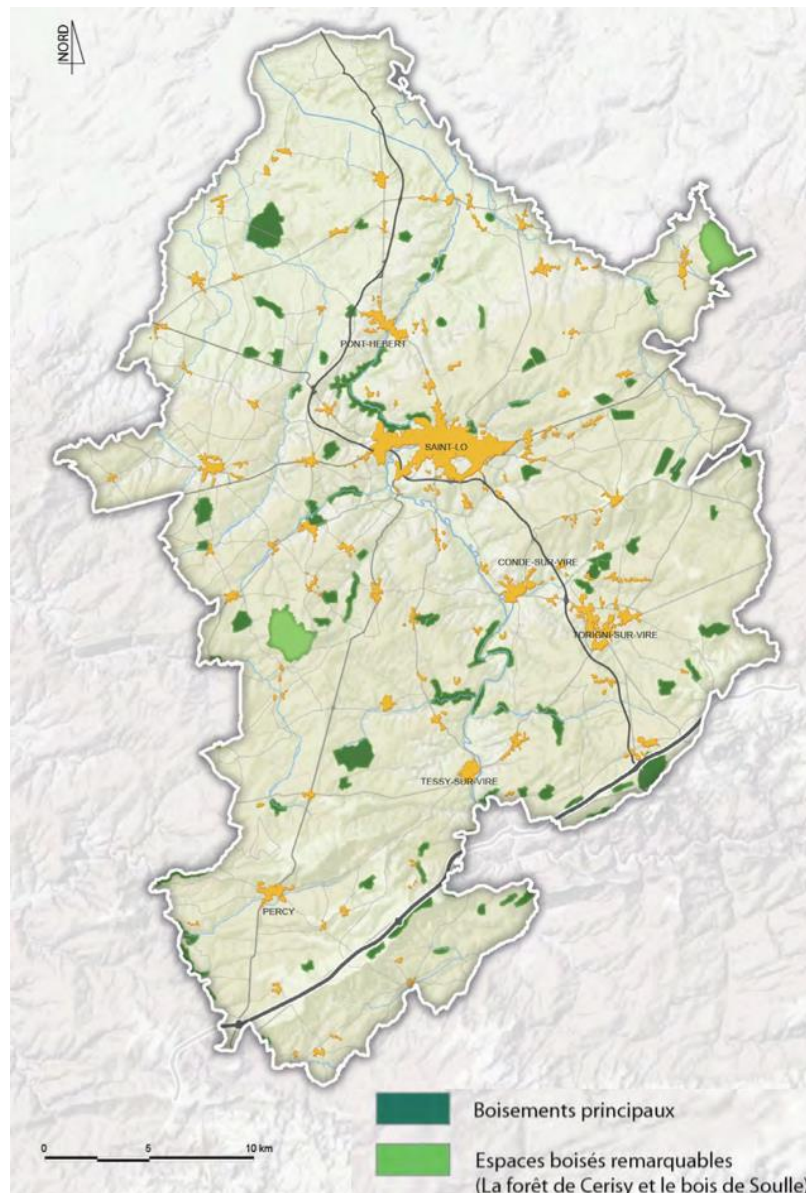 NORD
PONT-HEBERT
SAINT-LO
CONDE-SUR-VIRE
TORIGNI-SUR-VIRE
TESSY-SUR-VIRE
PERCY
Boisements principaux
0 5 10 km
Espaces boisés remarquables
(La forêt de Cerisy et le bois de Soulle)